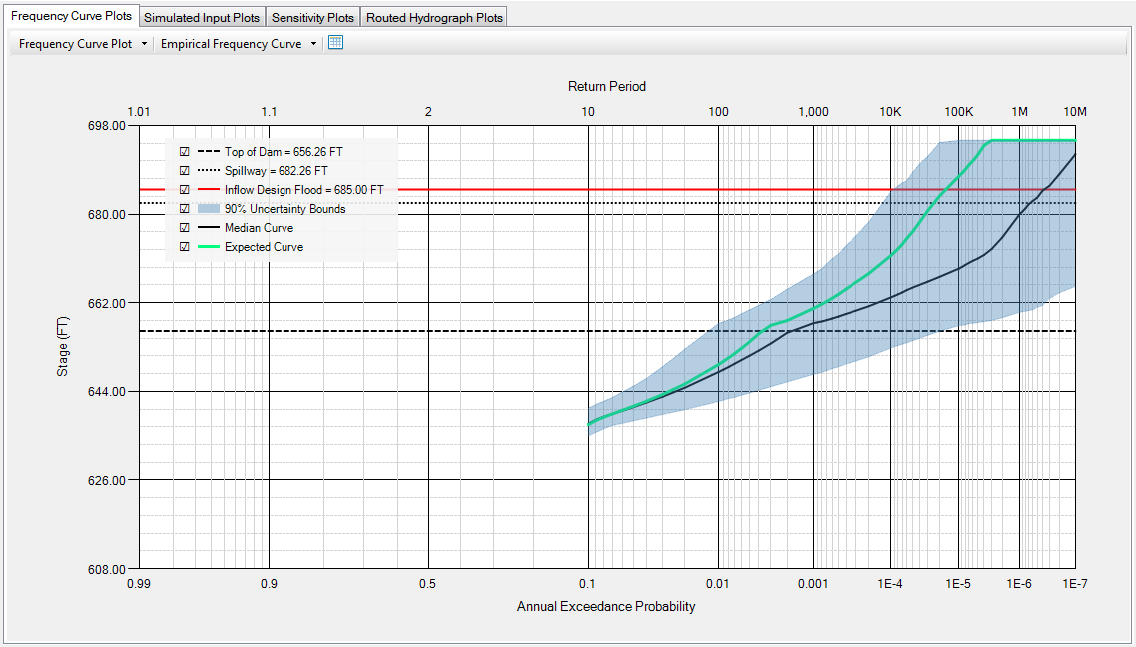 Frequency Curve Plots Simulated Input Plots Sensitivity Plots Routed Hydrograph Plots
Frequency Curve Plot Empirical Frequency Curve
Return Period
1.01 1.1 2 10 100 1,000 10K 100K 1M 10M
698.00
Top of Dam = 656.26 FT
Spillway = 682.26 FT
Inflow Design Flood = 685.00 FT
90% Uncertainty Bounds
Median Curve
Expected Curve
680.00
662.00
644.00
626.00
608.00
Stage (FT)
0.99 0.9 0.5 0.1 0.01 0.001 1E-4 1E-5 1E-6 1E-7
Annual Exceedance Probability